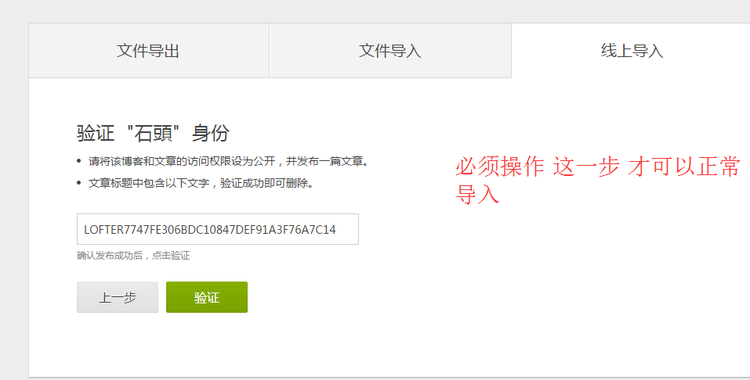 文件导出
文件导入
线上导入
验证 "石頭" 身份
请将该博客和文章的访问权限设为公开，并发布一篇文章。
文章标题中包含以下文字，验证成功即可删除。
必须操作 这一步 才可以正常
导入
LOFTER7747FE306BDC10847DEF91A3F76A7C14
确认发布成功后，点击验证
上一步
验证